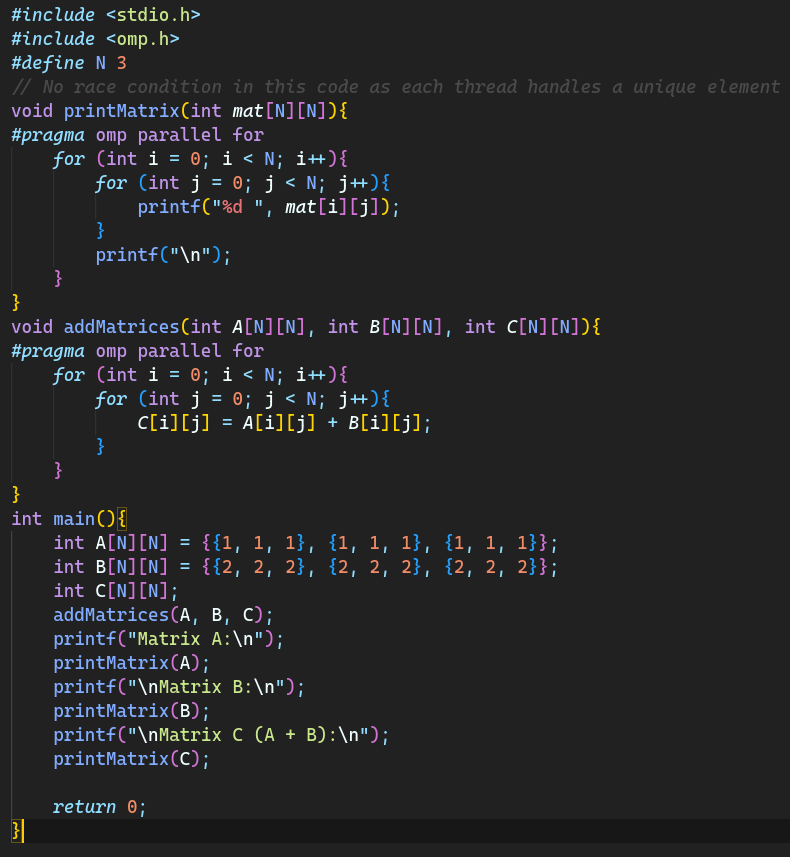 #include <stdio.h>
#include <omp.h>
#define N 3
// No race condition in this code as each thread handles a unique element
void printMatrix(int mat[N][N]){
#pragma omp parallel for
    for (int i = 0; i < N; i++){
        for (int j = 0; j < N; j++){
            printf("%d ", mat[i][j]);
        }
        printf("\n");
    }
}
void addMatrices(int A[N][N], int B[N][N], int C[N][N]){
#pragma omp parallel for
    for (int i = 0; i < N; i++){
        for (int j = 0; j < N; j++){
            C[i][j] = A[i][j] + B[i][j];
        }
    }
}
int main(){
    int A[N][N] = {{1, 1, 1}, {1, 1, 1}, {1, 1, 1}};
    int B[N][N] = {{2, 2, 2}, {2, 2, 2}, {2, 2, 2}};
    int C[N][N];
    addMatrices(A, B, C);
    printf("Matrix A:\n");
    printMatrix(A);
    printf("\nMatrix B:\n");
    printMatrix(B);
    printf("\nMatrix C (A + B):\n");
    printMatrix(C);

    return 0;
}